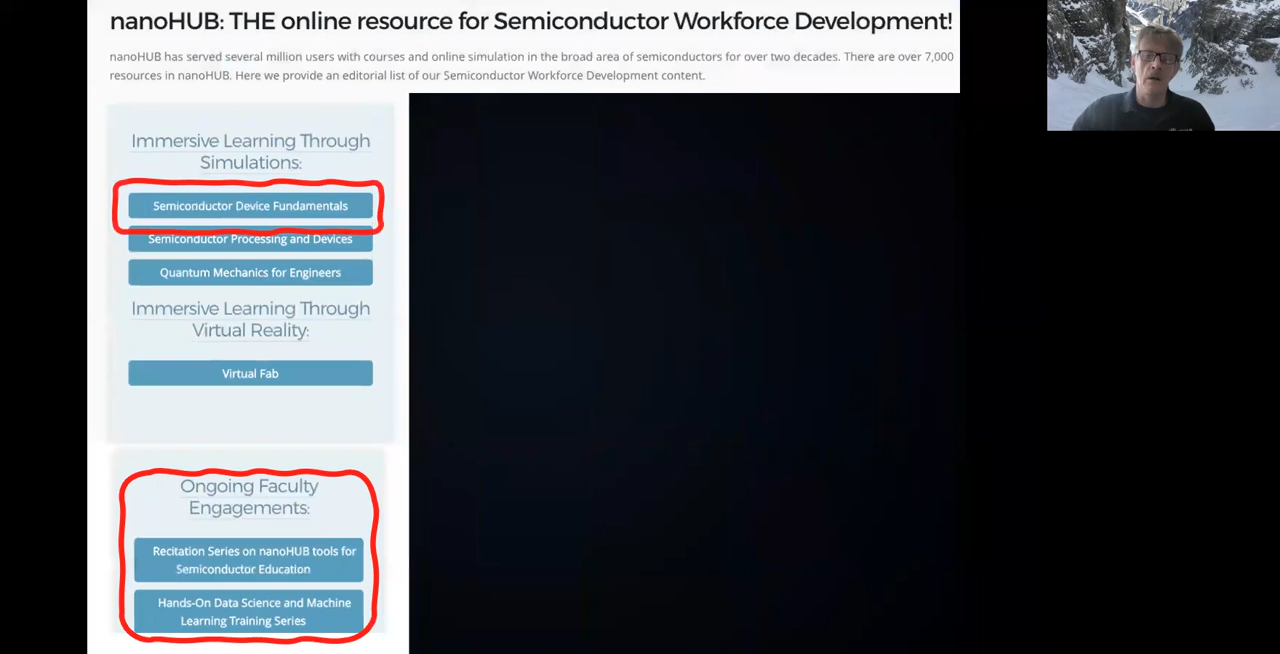 nanoHUB: THE online resource for Semiconductor Workforce Development!
nanoHUB has served several million users with courses and online simulation in the broad area of semiconductors for over two decades. There are over 7,000
resources in nanoHUB. Here we provide an editorial list of our Semiconductor Workforce Development content.
Immersive Learning Through
Simulations:
Semiconductor Device Fundamentals
Semiconductor Processing and Devices
Quantum Mechanics for Engineers
Immersive Learning Through
Virtual Reality:
Virtual Fab
Ongoing Faculty
Engagements:
Recitation Series on nanoHUB tools for
Semiconductor Education
Hands-On Data Science and Machine
Learning Training Series